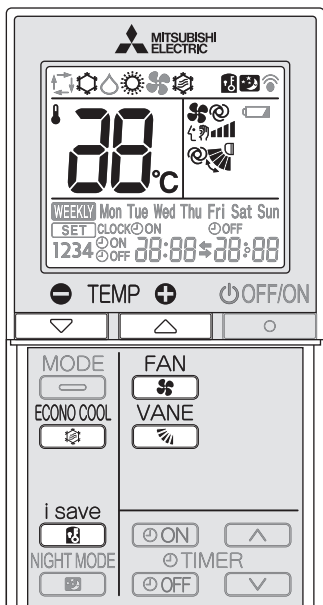 MITSUBISHI
ELECTRIC
°C
WEEKLY Mon Tue Wed Thu Fri Sat Sun
SET CLOCK ON OFF
1234 ON OFF 88:88 88:88
TEMP OFF/ON
MODE FAN
ECONO COOL VANE
i save
ON
NIGHT MODE TIMER
OFF